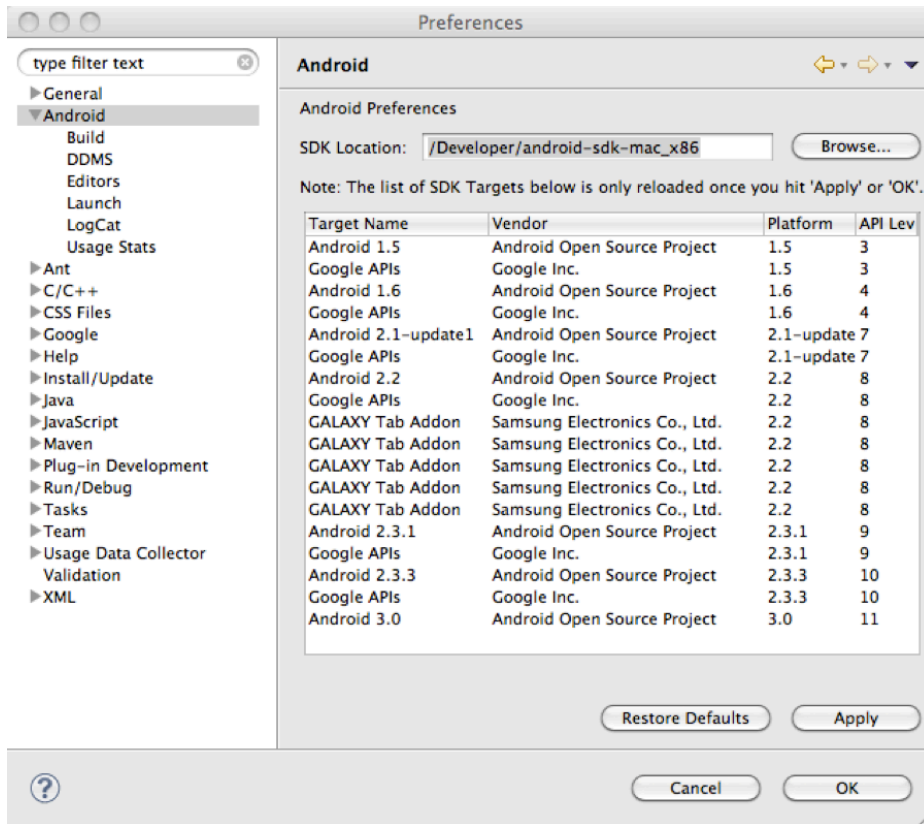 Preferences
type filter text
General
Android
Build
DDMS
Editors
Launch
LogCat
Usage Stats
Ant
C/C++
CSS Files
Google
Help
Install/Update
Java
JavaScript
Maven
Plug-in Development
Run/Debug
Tasks
Team
Usage Data Collector
Validation
XML
Android
Android Preferences
SDK Location: /Developer/android-sdk-mac_x86 Browse...
Note: The list of SDK Targets below is only reloaded once you hit 'Apply' or 'OK'.
Target Name Vendor Platform API Lev
Android 1.5 Android Open Source Project 1.5 3
Google APIs Google Inc. 1.5 3
Android 1.6 Android Open Source Project 1.6 4
Google APIs Google Inc. 1.6 4
Android 2.1-update1 Android Open Source Project 2.1-update 7
Google APIs Google Inc. 2.1-update 7
Android 2.2 Android Open Source Project 2.2 8
Google APIs Google Inc. 2.2 8
GALAXY Tab Addon Samsung Electronics Co., Ltd. 2.2 8
GALAXY Tab Addon Samsung Electronics Co., Ltd. 2.2 8
GALAXY Tab Addon Samsung Electronics Co., Ltd. 2.2 8
GALAXY Tab Addon Samsung Electronics Co., Ltd. 2.2 8
GALAXY Tab Addon Samsung Electronics Co., Ltd. 2.2 8
Android 2.3.1 Android Open Source Project 2.3.1 9
Google APIs Google Inc. 2.3.1 9
Android 2.3.3 Android Open Source Project 2.3.3 10
Google APIs Google Inc. 2.3.3 10
Android 3.0 Android Open Source Project 3.0 11
Restore Defaults Apply
? Cancel OK